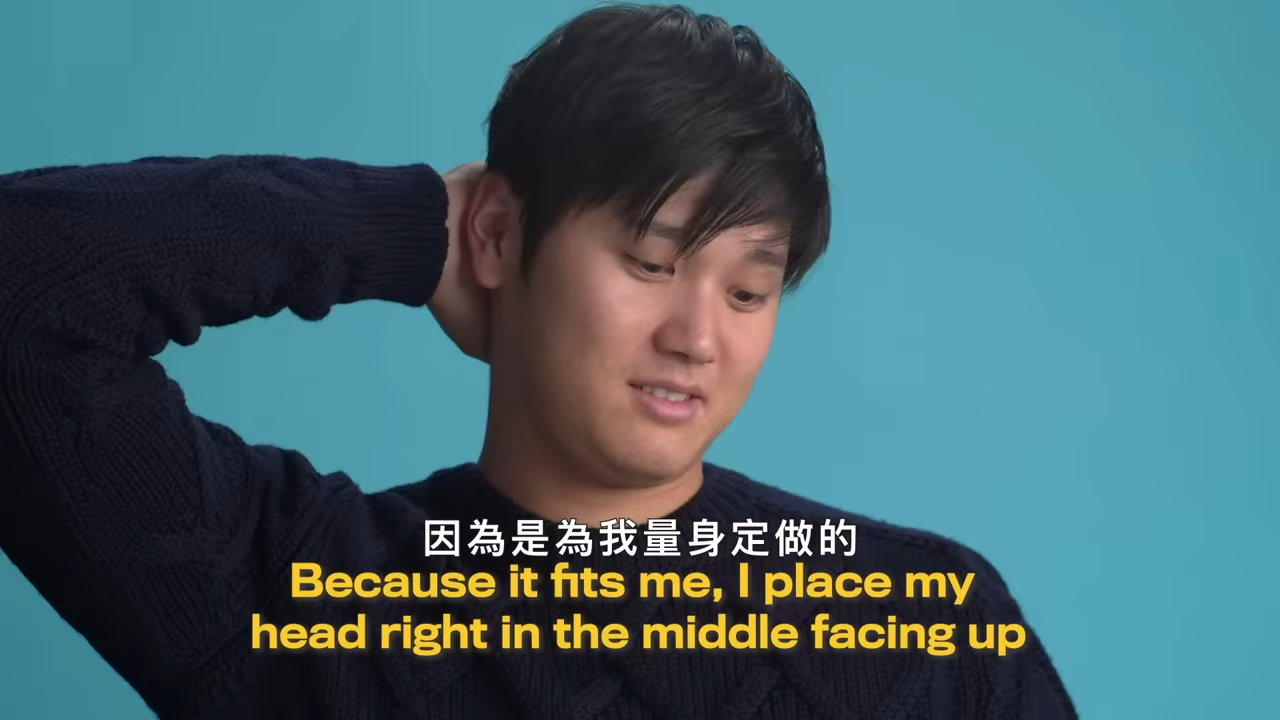 因為是為我量身定做的
Because it fits me, I place my
head right in the middle facing up